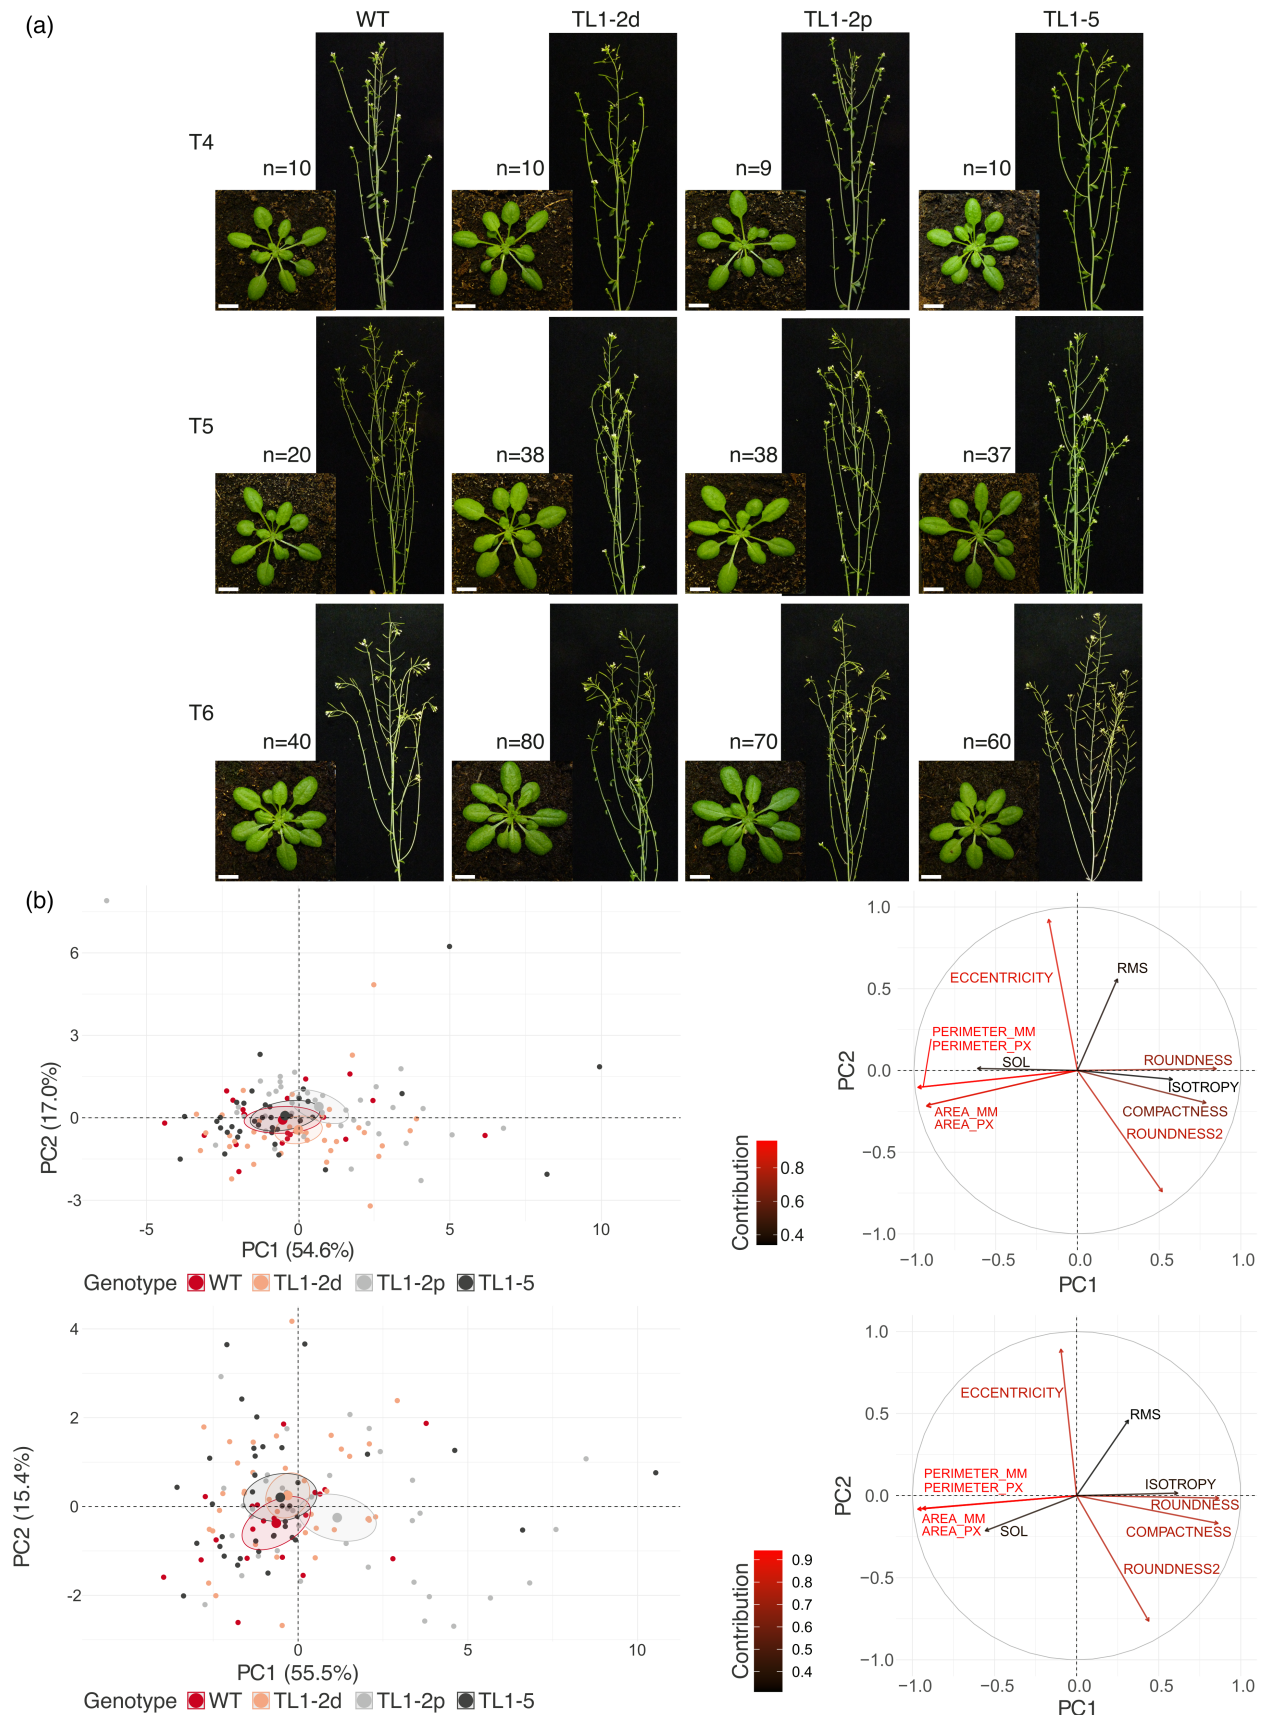 (a)
WT TL1-2d TL1-2p TL1-5
T4
n=10 n=10 n=9 n=10
T5
n=20 n=38 n=38 n=37
T6
n=40 n=80 n=70 n=60
(b)
6
3
0
-3
PC2 (17.0%)
-5 0 5 10
PC1 (54.6%)
Genotype WT TL1-2d TL1-2p TL1-5
Contribution
0.8
0.6
0.4
1.0
0.5
0.0
−0.5
−1.0
PC2
ECCENTRICITY
RMS
PERIMETER_MM
PERIMETER_PX
SOL
ROUNDNESS
ISOTROPY
AREA_MM
AREA_PX
COMPACTNESS
ROUNDNESS2
−1.0 −0.5 0.0 0.5 1.0
PC1
4
2
0
-2
PC2 (15.4%)
0 5 10
PC1 (55.5%)
Genotype WT TL1-2d TL1-2p TL1-5
Contribution
0.9
0.8
0.7
0.6
0.5
0.4
1.0
0.5
0.0
−0.5
−1.0
PC2
ECCENTRICITY
RMS
PERIMETER_MM
PERIMETER_PX
ISOTROPY
ROUNDNESS
AREA_MM
AREA_PX
SOL
COMPACTNESS
ROUNDNESS2
−1.0 −0.5 0.0 0.5 1.0
PC1